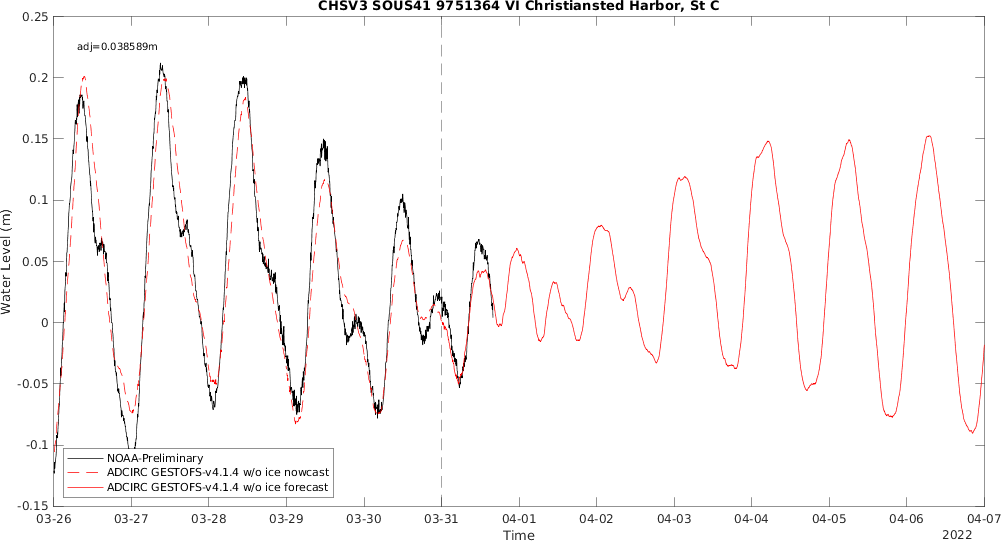 CHSV3 SOUS41 9751364 VI Christiansted Harbor, St C
adj=0.038589m
0.25
0.2
0.15
0.1
0.05
0
-0.05
-0.1
-0.15
Water Level (m)
NOAA-Preliminary
ADCIRC GESTOFS-v4.1.4 w/o ice nowcast
ADCIRC GESTOFS-v4.1.4 w/o ice forecast
03-26 03-27 03-28 03-29 03-30 03-31 04-01 04-02 04-03 04-04 04-05 04-06 04-07
Time
2022